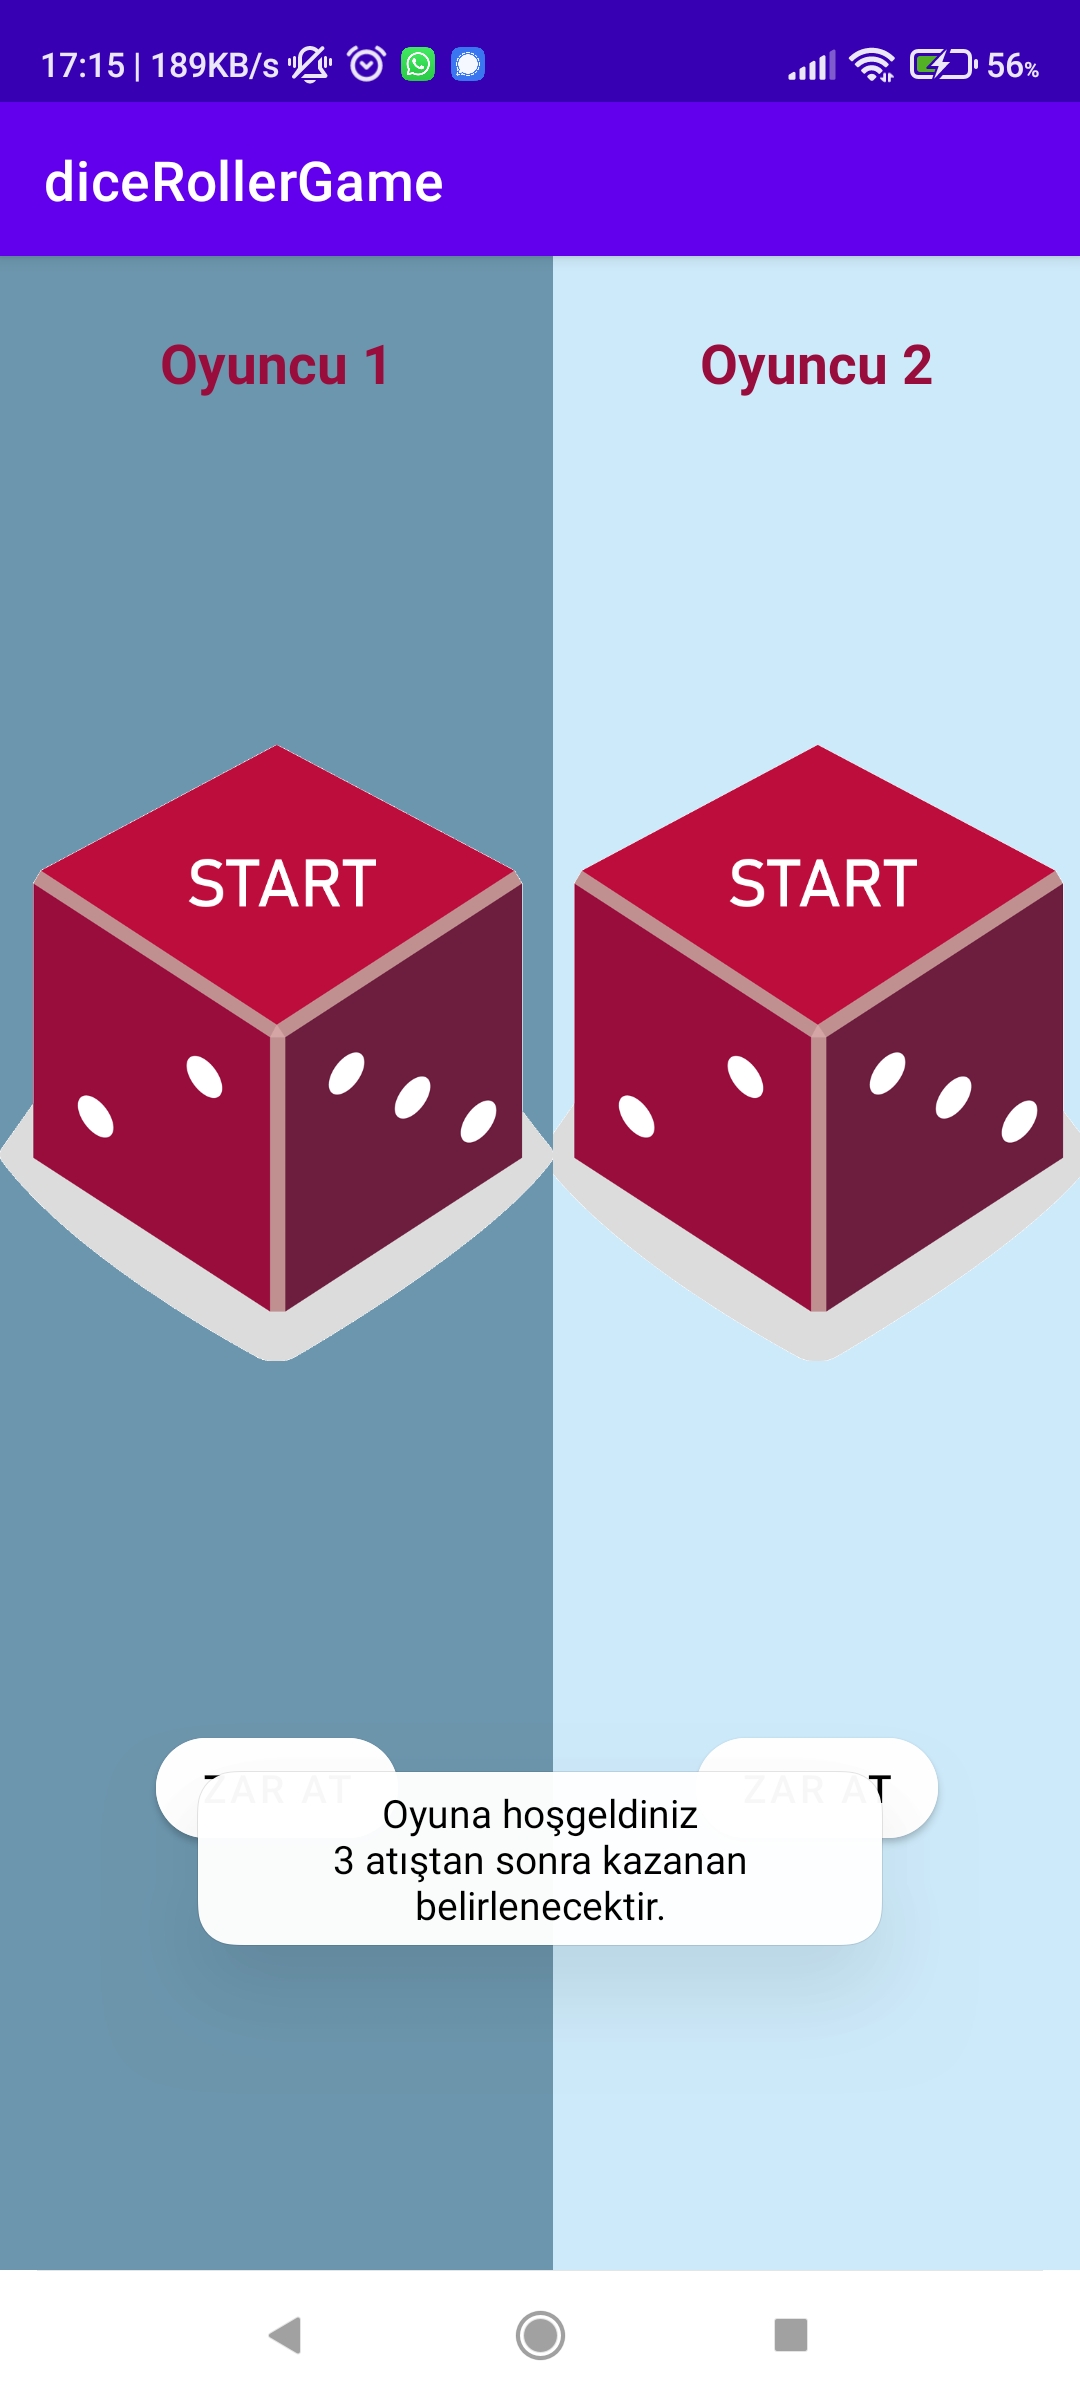 17:15 | 189KB/s 56%
diceRollerGame
Oyuncu 1
Oyuncu 2
START
START
ZAR AT
ZAR AT
Oyuna hoşgeldiniz
3 atıştan sonra kazanan
belirlenecektir.